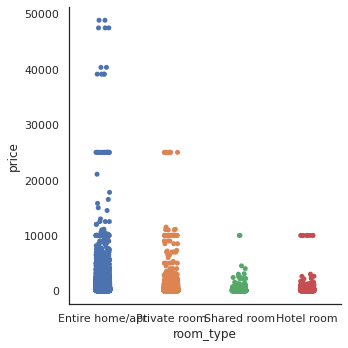 50000
40000
30000
price
20000
10000
0
Entire home/apt Private room Shared room Hotel room
room_type